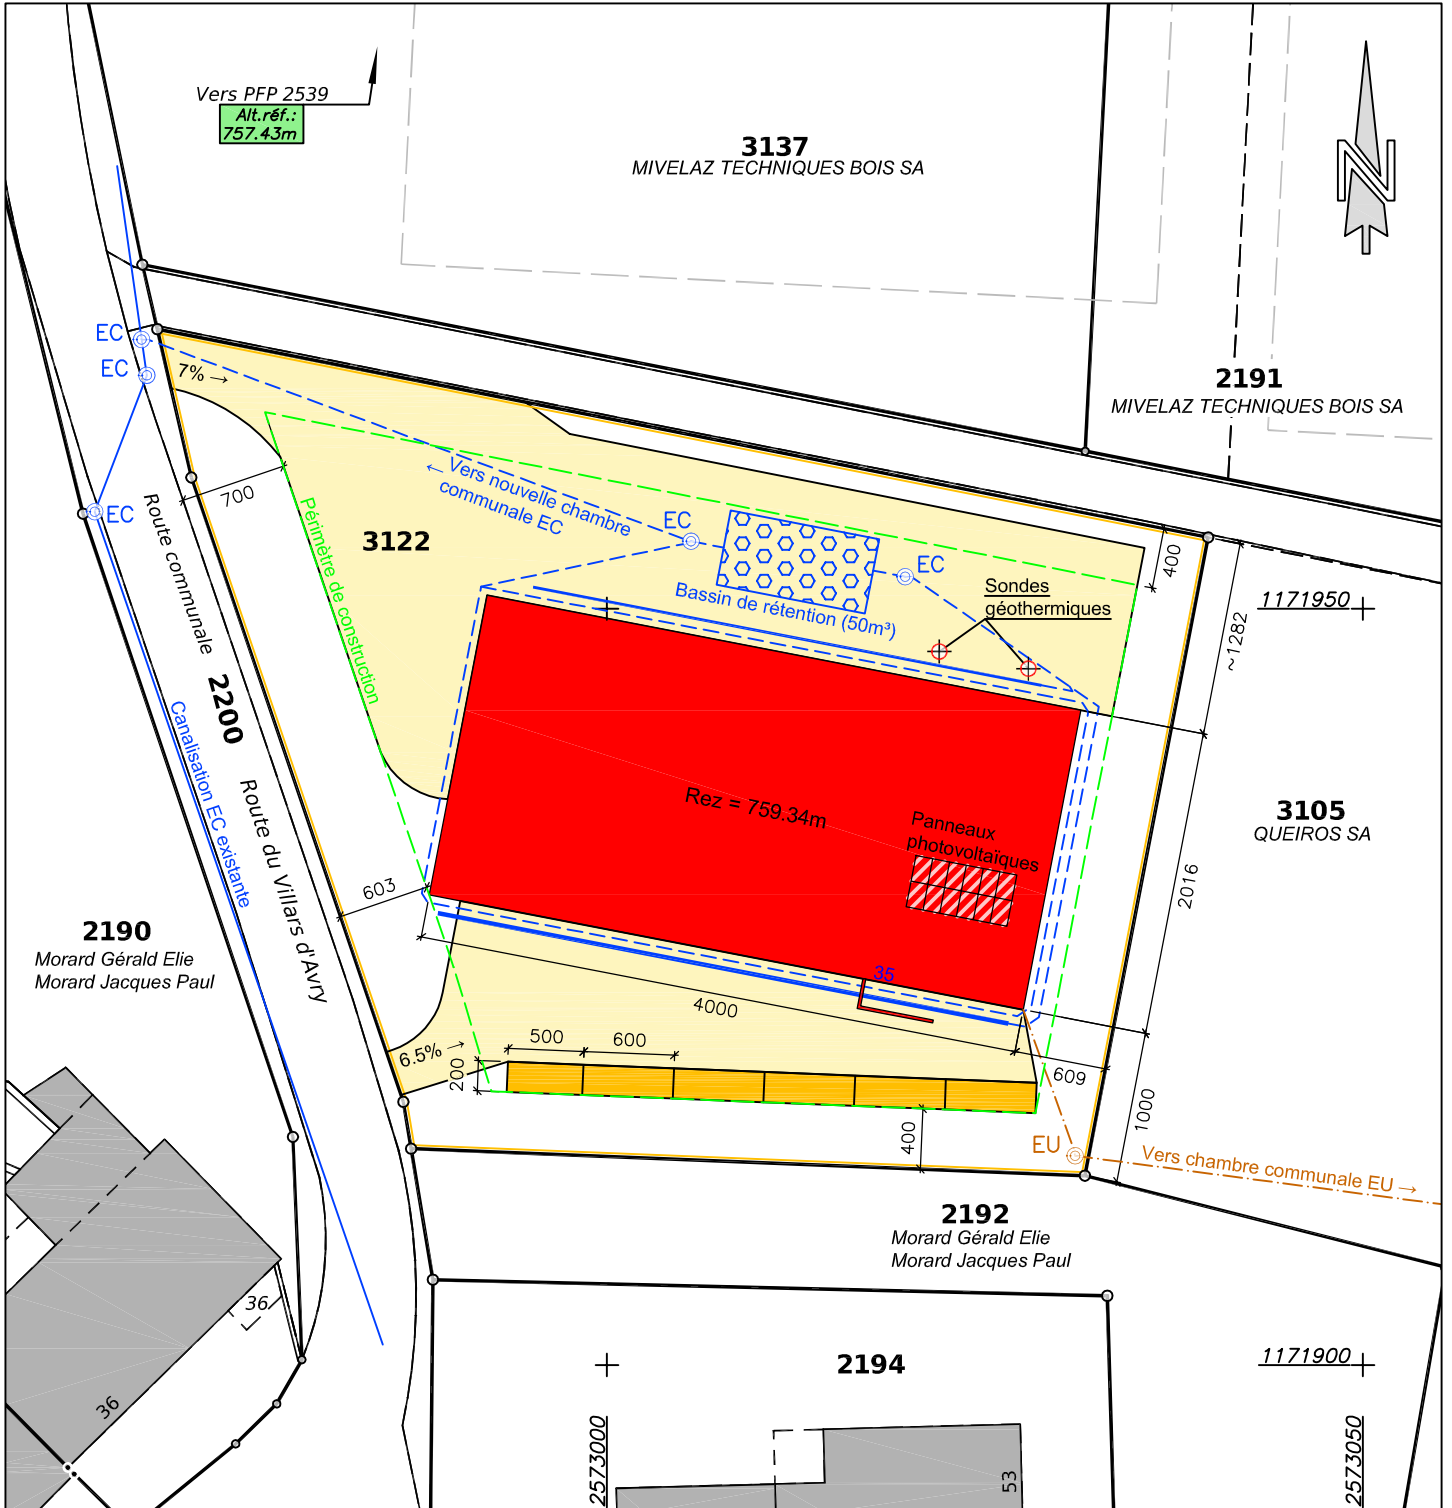 Vers PFP 2539
Alt.réf.:
757.43m
3137
MIVELAZ TECHNIQUES BOIS SA
N
2191
MIVELAZ TECHNIQUES BOIS SA
EC
EC
7% →
EC
700
← Vers nouvelle chambre
communale EC
3122
EC
EC
Bassin de rétention (50m³)
Sondes
géothermiques
400
1171950
~1282
Périmètre de construction
Route communale
2200
Route du Villars d'Avry
Canalisation EC existante
Rez = 759.34m
Panneaux
photovoltaïques
3105
QUEIROS SA
2016
603
2190
Morard Gérald Elie
Morard Jacques Paul
35
4000
6.5% →
500
600
200
609
1000
400
EU
Vers chambre communale EU →
2192
Morard Gérald Elie
Morard Jacques Paul
36
36
2194
1171900
2573000
53
2573050